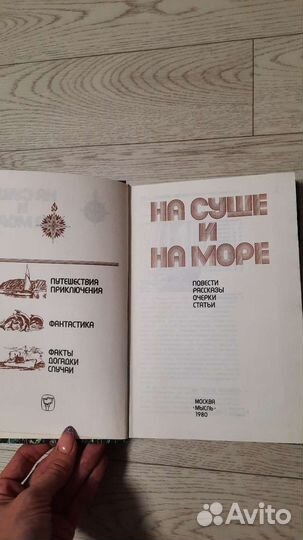 ПУТЕШЕСТВИЯ
ПРИКЛЮЧЕНИЯ
ФАНТАСТИКА
ФАКТЫ
ДОГАДКИ
СЛУЧАИ
НА СУШЕ
И
НА МОРЕ
ПОВЕСТИ
РАССКАЗЫ
ОЧЕРКИ
СТАТЬИ
МОСКВА
«МЫСЛЬ»
1980
Avito